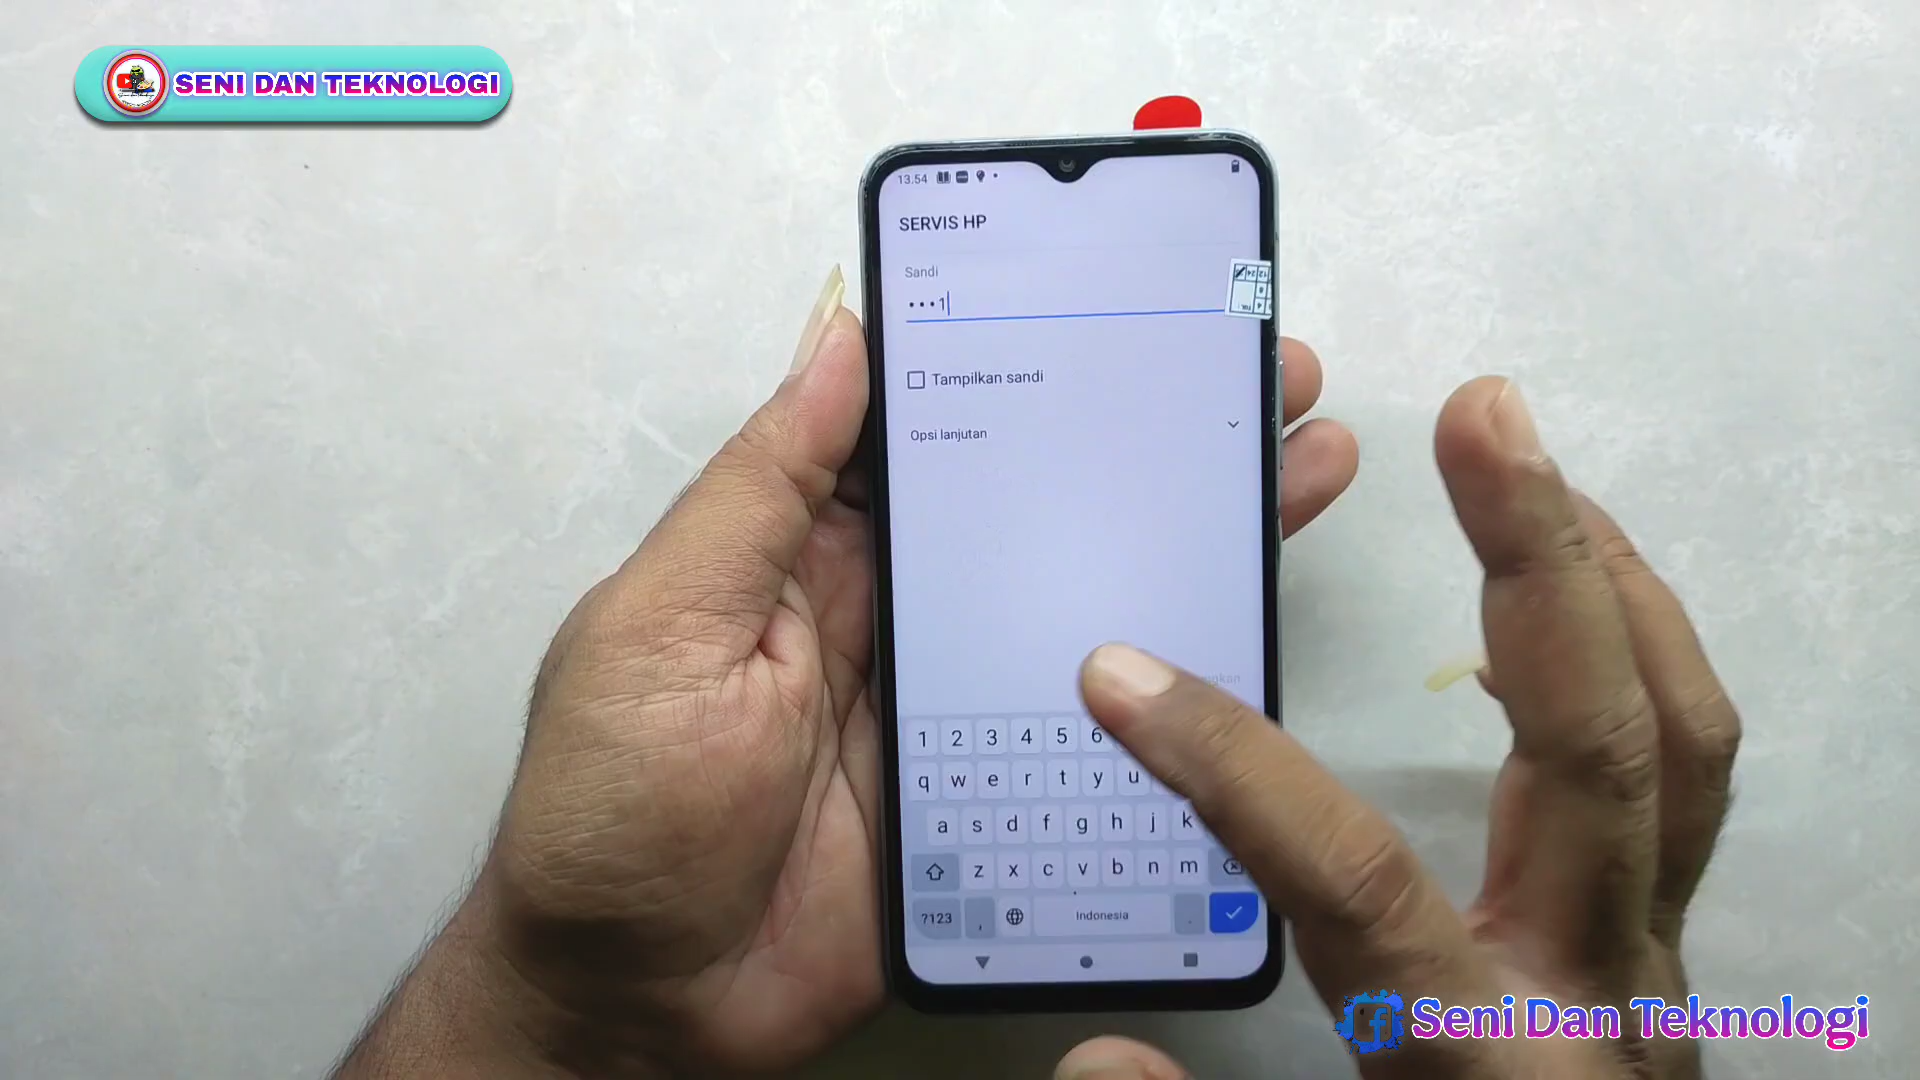 SENI DAN TEKNOLOGI
13.54
SERVIS HP
Sandi
•••1
Tampilkan sandi
Opsi lanjutan
1 2 3 4 5 6
q w e r t y u
a s d f g h j k
z x c v b n m
?123 , Indonesia .
Seni Dan Teknologi